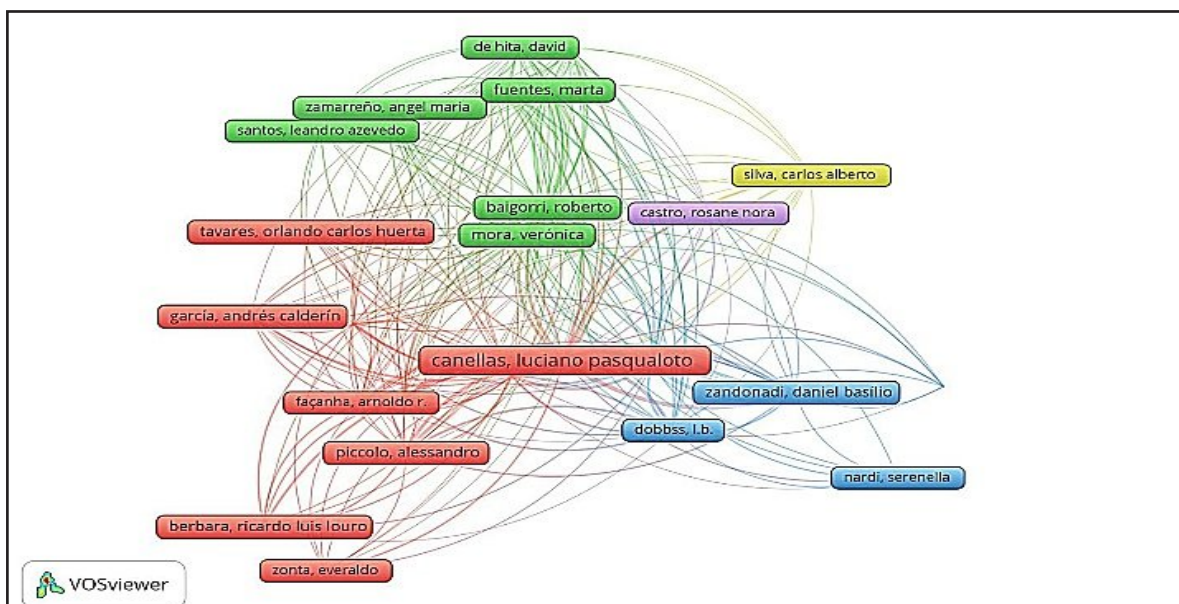 de hita, david
fuentes, marta
zamarreño, angel maria
santos, leandro azevedo
silva, carlos alberto
baigorri, roberto
castro, rosane nora
mora, verónica
tavares, orlando carlos huerta
garcía, andrés calderín
canellas, luciano pasqualoto
zandonadi, daniel basílio
façanha, arnoldo r.
dobbss, l.b.
piccolo, alessandro
nardi, serenella
berbara, ricardo luis louro
zonta, everaldo
VOSviewer